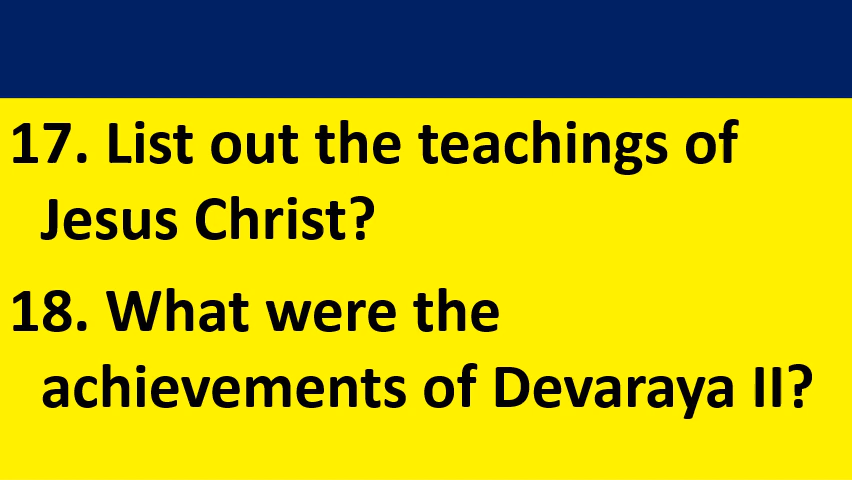 17. List out the teachings of
Jesus Christ?
18. What were the
achievements of Devaraya II?